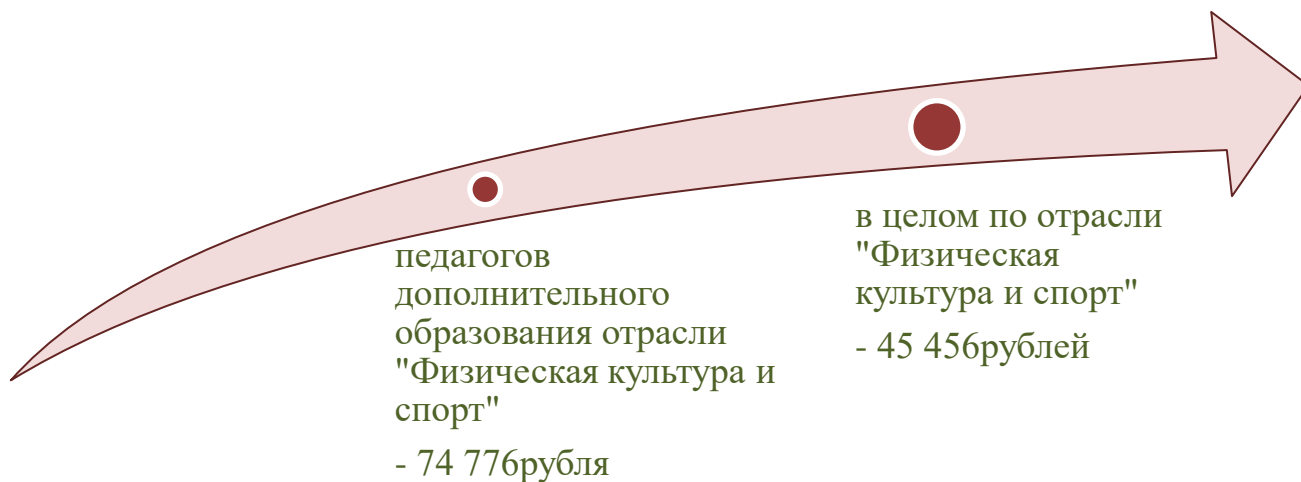 педагогов
дополнительного
образования отрасли
"Физическая культура и
спорт"
- 74 776рубля
в целом по отрасли
"Физическая
культура и спорт"
- 45 456рублей